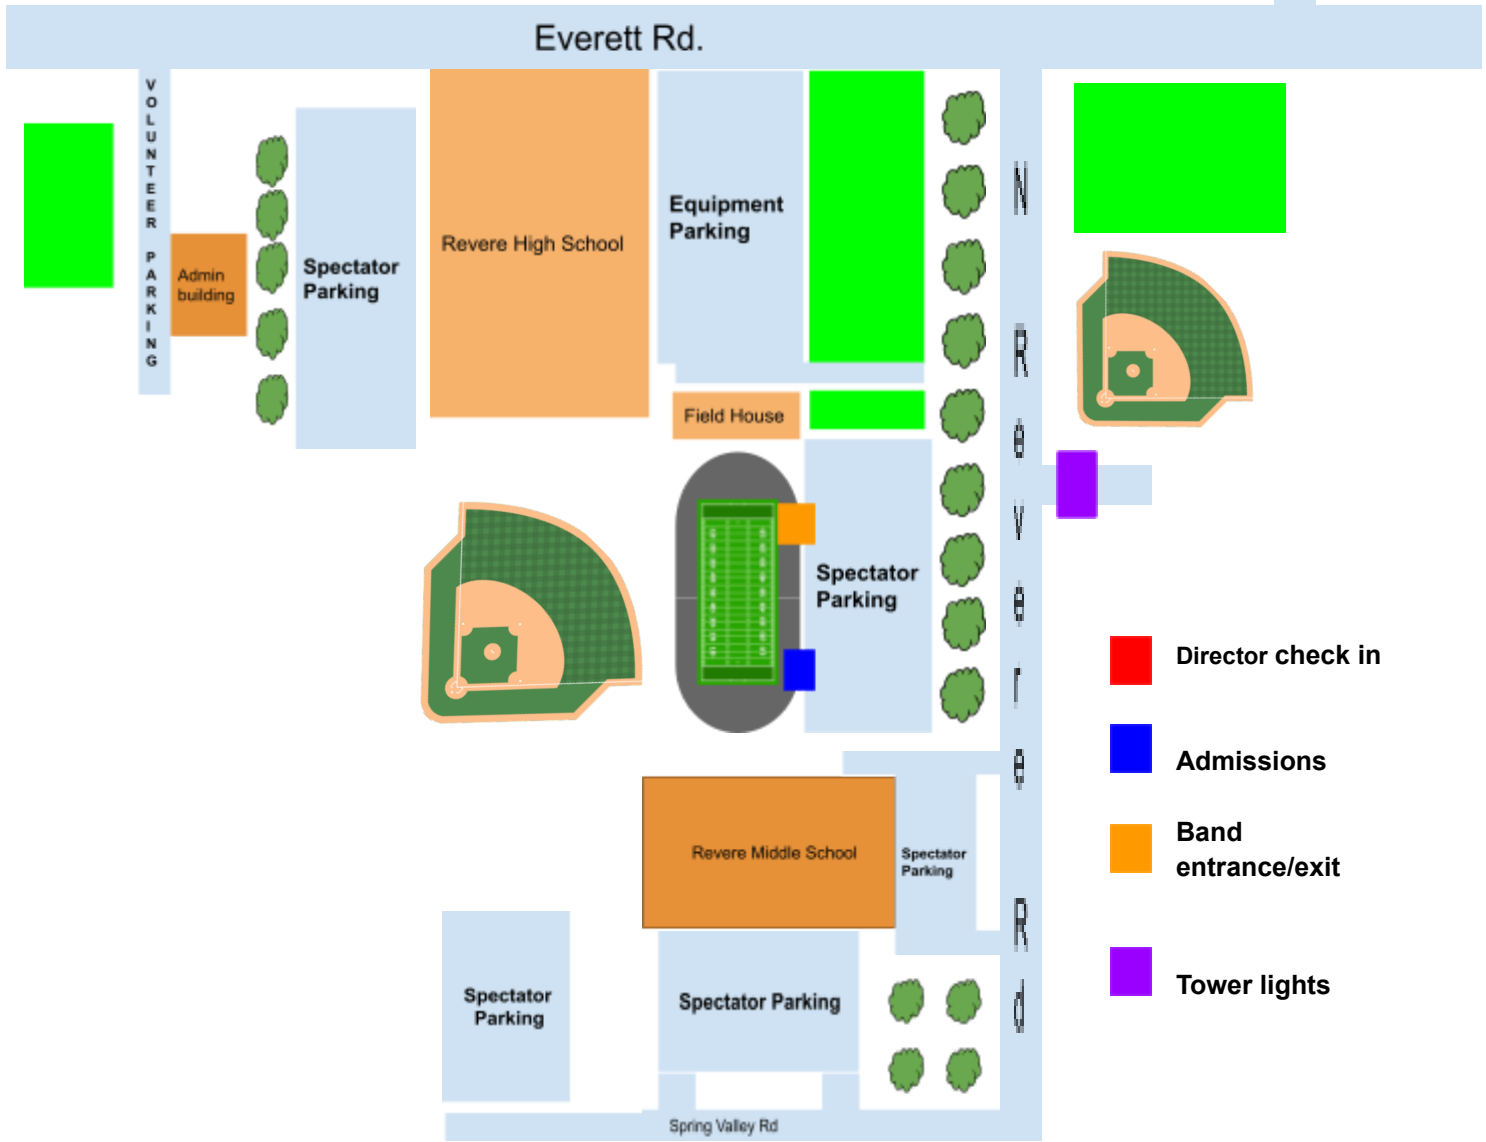 Everett Rd.
VOLUNTEER PARKING
Admin
building
Spectator
Parking
Revere High School
Equipment
Parking
N Revere Rd
Field House
Spectator
Parking
Director check in
Admissions
Band
entrance/exit
Tower lights
Revere Middle School
Spectator
Parking
Spectator
Parking
Spectator Parking
Spring Valley Rd